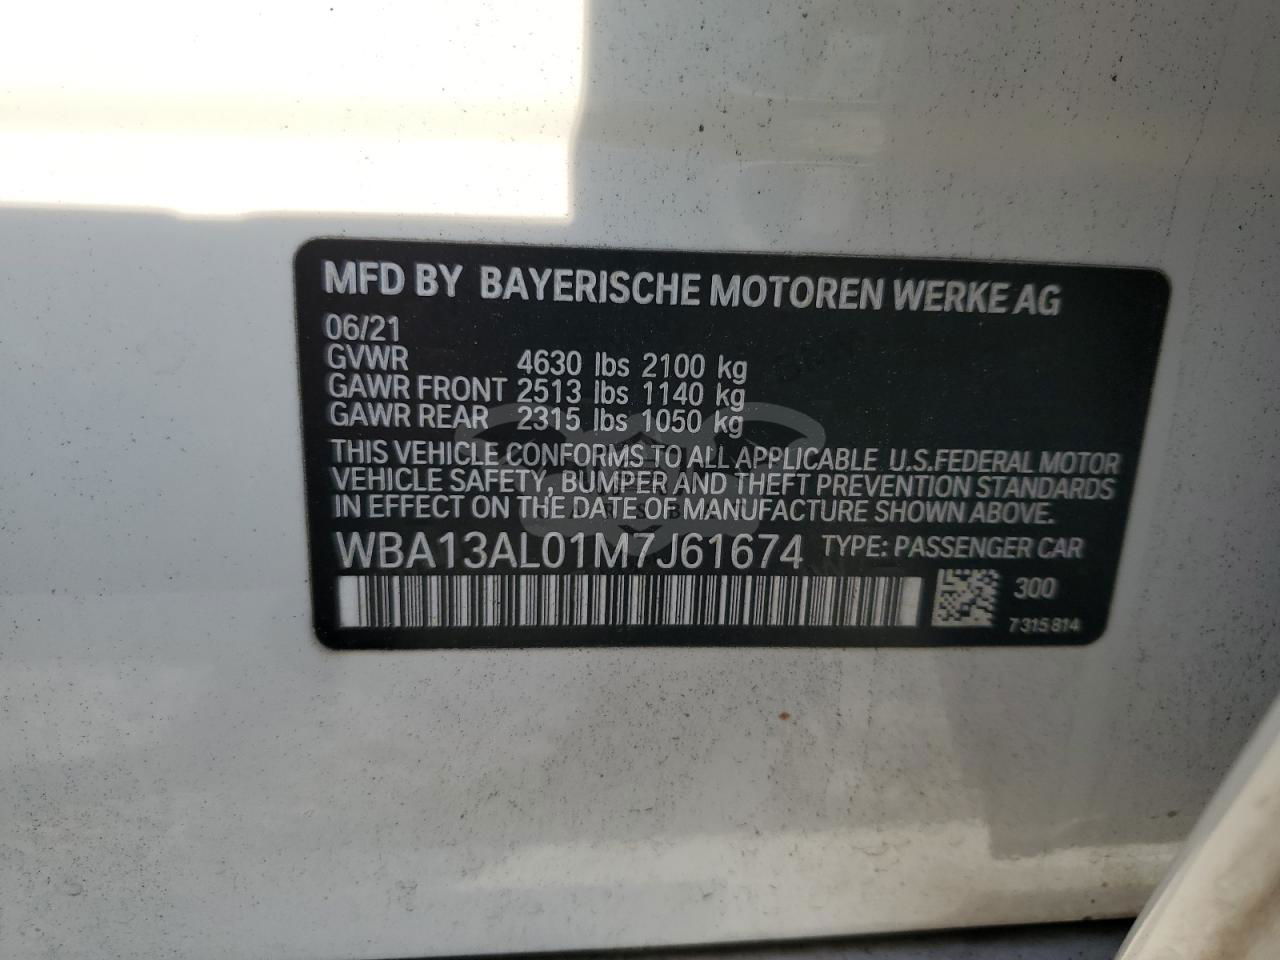 MFD BY BAYERISCHE MOTOREN WERKE AG
06/21
GVWR 4630 lbs 2100 kg
GAWR FRONT 2513 lbs 1140 kg
GAWR REAR 2315 lbs 1050 kg
THIS VEHICLE CONFORMS TO ALL APPLICABLE U.S.FEDERAL MOTOR
VEHICLE SAFETY, BUMPER AND THEFT PREVENTION STANDARDS
IN EFFECT ON THE DATE OF MANUFACTURE SHOWN ABOVE.
WBA13AL01M7J61674 TYPE: PASSENGER CAR
300
7315814